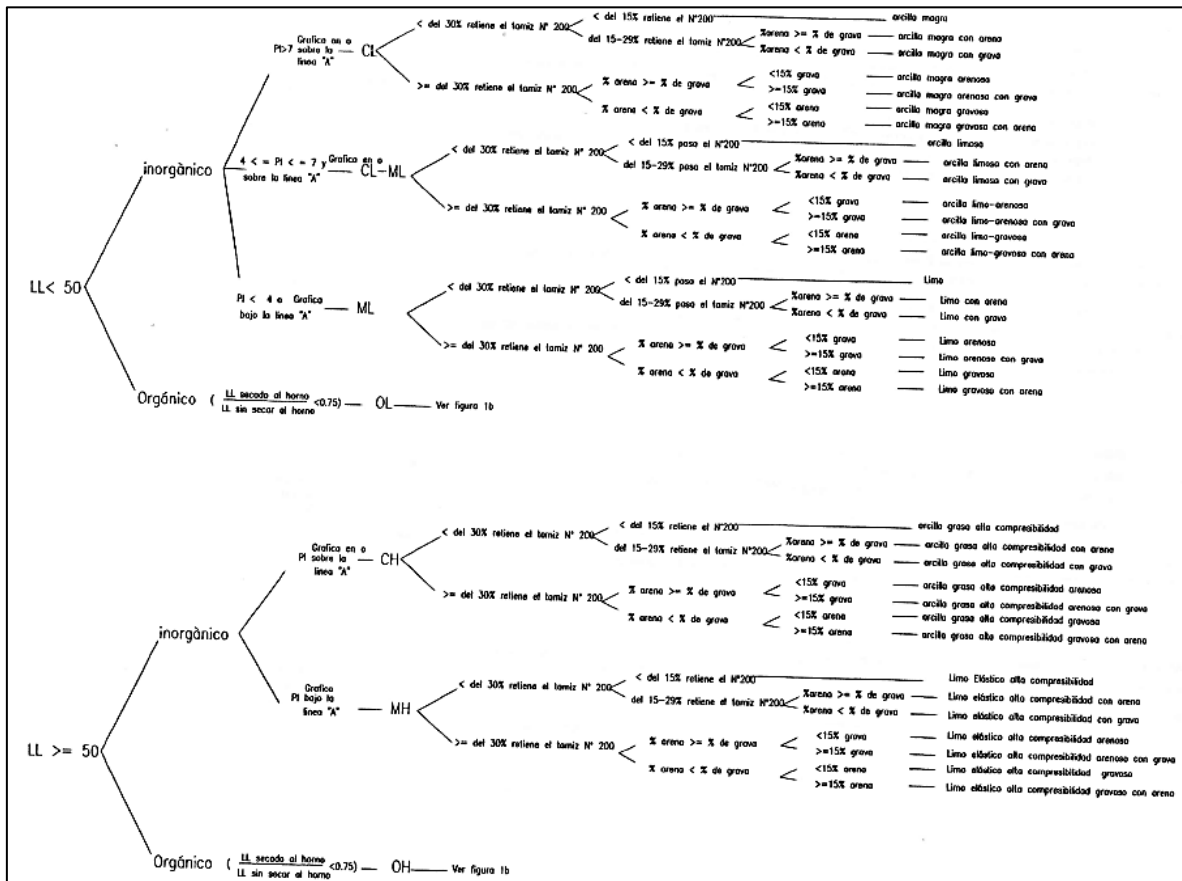 < del 15% retiene el N°200 arcilla magra
Grafica en o
PI>7 sobre la
línea "A"
CL
< del 30% retiene el tamiz N° 200
del 15-29% retiene el tamiz N°200
%arena >= % de grava arcilla magra con arena
%arena < % de grava arcilla magra con grava
>= del 30% retiene el tamiz N° 200
% arena >= % de grava
<15% grava arcilla magra arenosa
>=15% grava arcilla magra arenosa con grava
% arena < % de grava
<15% arena arcilla magra gravosa
>=15% arena arcilla magra gravosa con arena
inorgànico
4 < = PI < = 7 y Grafica en o
sobre la línea "A"
CL-ML
< del 30% retiene el tamiz N° 200
< del 15% pasa el N°200 arcilla limosa
del 15-29% pasa el tamiz N°200
%arena >= % de grava arcilla limosa con arena
%arena < % de grava arcilla limosa con grava
>= del 30% retiene el tamiz N° 200
% arena >= % de grava
<15% grava arcilla limo-arenosa
>=15% grava arcilla limo-arenosa con grava
% arena < % de grava
<15% arena arcilla limo-gravosa
>=15% arena arcilla limo-gravosa con arena
LL< 50
PI < 4 o Grafica
bajo la línea "A"
ML
< del 30% retiene el tamiz N° 200
< del 15% pasa el N°200 Limo
del 15-29% pasa el tamiz N°200
%arena >= % de grava Limo con arena
%arena < % de grava Limo con grava
>= del 30% retiene el tamiz N° 200
% arena >= % de grava
<15% grava Limo arenoso
>=15% grava Limo arenoso con grava
% arena < % de grava
<15% arena Limo gravoso
>=15% arena Limo gravoso con arena
Orgánico ( LL secado al horno / LL sin secar al horno <0.75) OL Ver figura 1b
Grafica en o
PI sobre la
línea "A"
CH
< del 30% retiene el tamiz N° 200
< del 15% retiene el N°200 arcilla grasa alta compresibilidad
del 15-29% retiene el tamiz N°200
%arena >= % de grava arcilla grasa alta compresibilidad con arena
%arena < % de grava arcilla grasa alta compresibilidad con grava
>= del 30% retiene el tamiz N° 200
% arena >= % de grava
<15% grava arcilla grasa alta compresibilidad arenosa
>=15% grava arcilla grasa alta compresibilidad arenosa con grava
% arena < % de grava
<15% arena arcilla grasa alta compresibilidad gravosa
>=15% arena arcilla grasa alta compresibilidad gravosa con arena
inorgánico
Grafica
PI bajo la
línea "A"
MH
< del 30% retiene el tamiz N° 200
< del 15% retiene el N°200 Limo Elástico alta compresibilidad
del 15-29% retiene el tamiz N°200
%arena >= % de grava Limo elástico alta compresibilidad con arena
%arena < % de grava Limo elástico alta compresibilidad con grava
>= del 30% retiene el tamiz N° 200
% arena >= % de grava
<15% grava Limo elástico alta compresibilidad arenoso
>=15% grava Limo elástico alta compresibilidad arenoso con grava
% arena < % de grava
<15% arena Limo elástico alta compresibilidad gravoso
>=15% arena Limo elástico alta compresibilidad gravoso con arena
LL >= 50
Orgánico ( LL secado al horno / LL sin secar al horno <0.75) OH Ver figura 1b